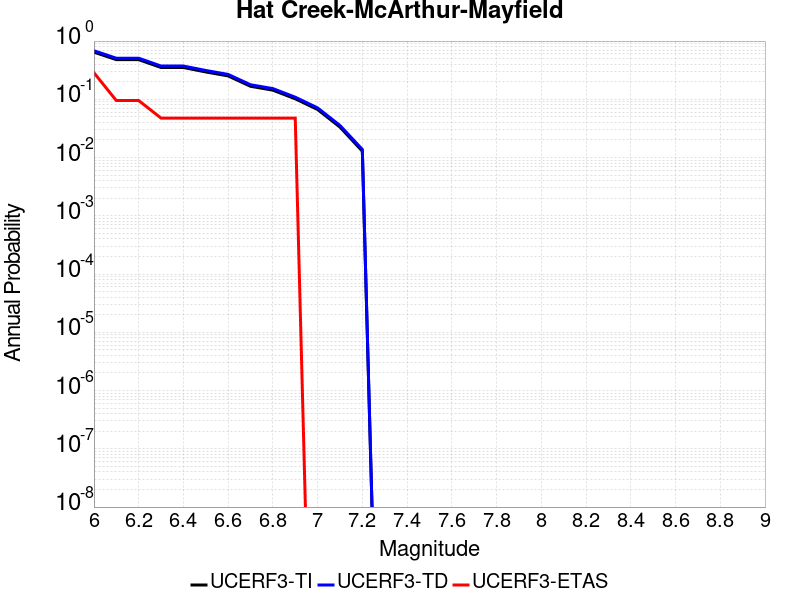 Hat Creek-McArthur-Mayfield
Annual Probability
10^0
10^-1
10^-2
10^-3
10^-4
10^-5
10^-6
10^-7
10^-8
6 6.2 6.4 6.6 6.8 7 7.2 7.4 7.6 7.8 8 8.2 8.4 8.6 8.8 9
Magnitude
UCERF3-TI UCERF3-TD UCERF3-ETAS